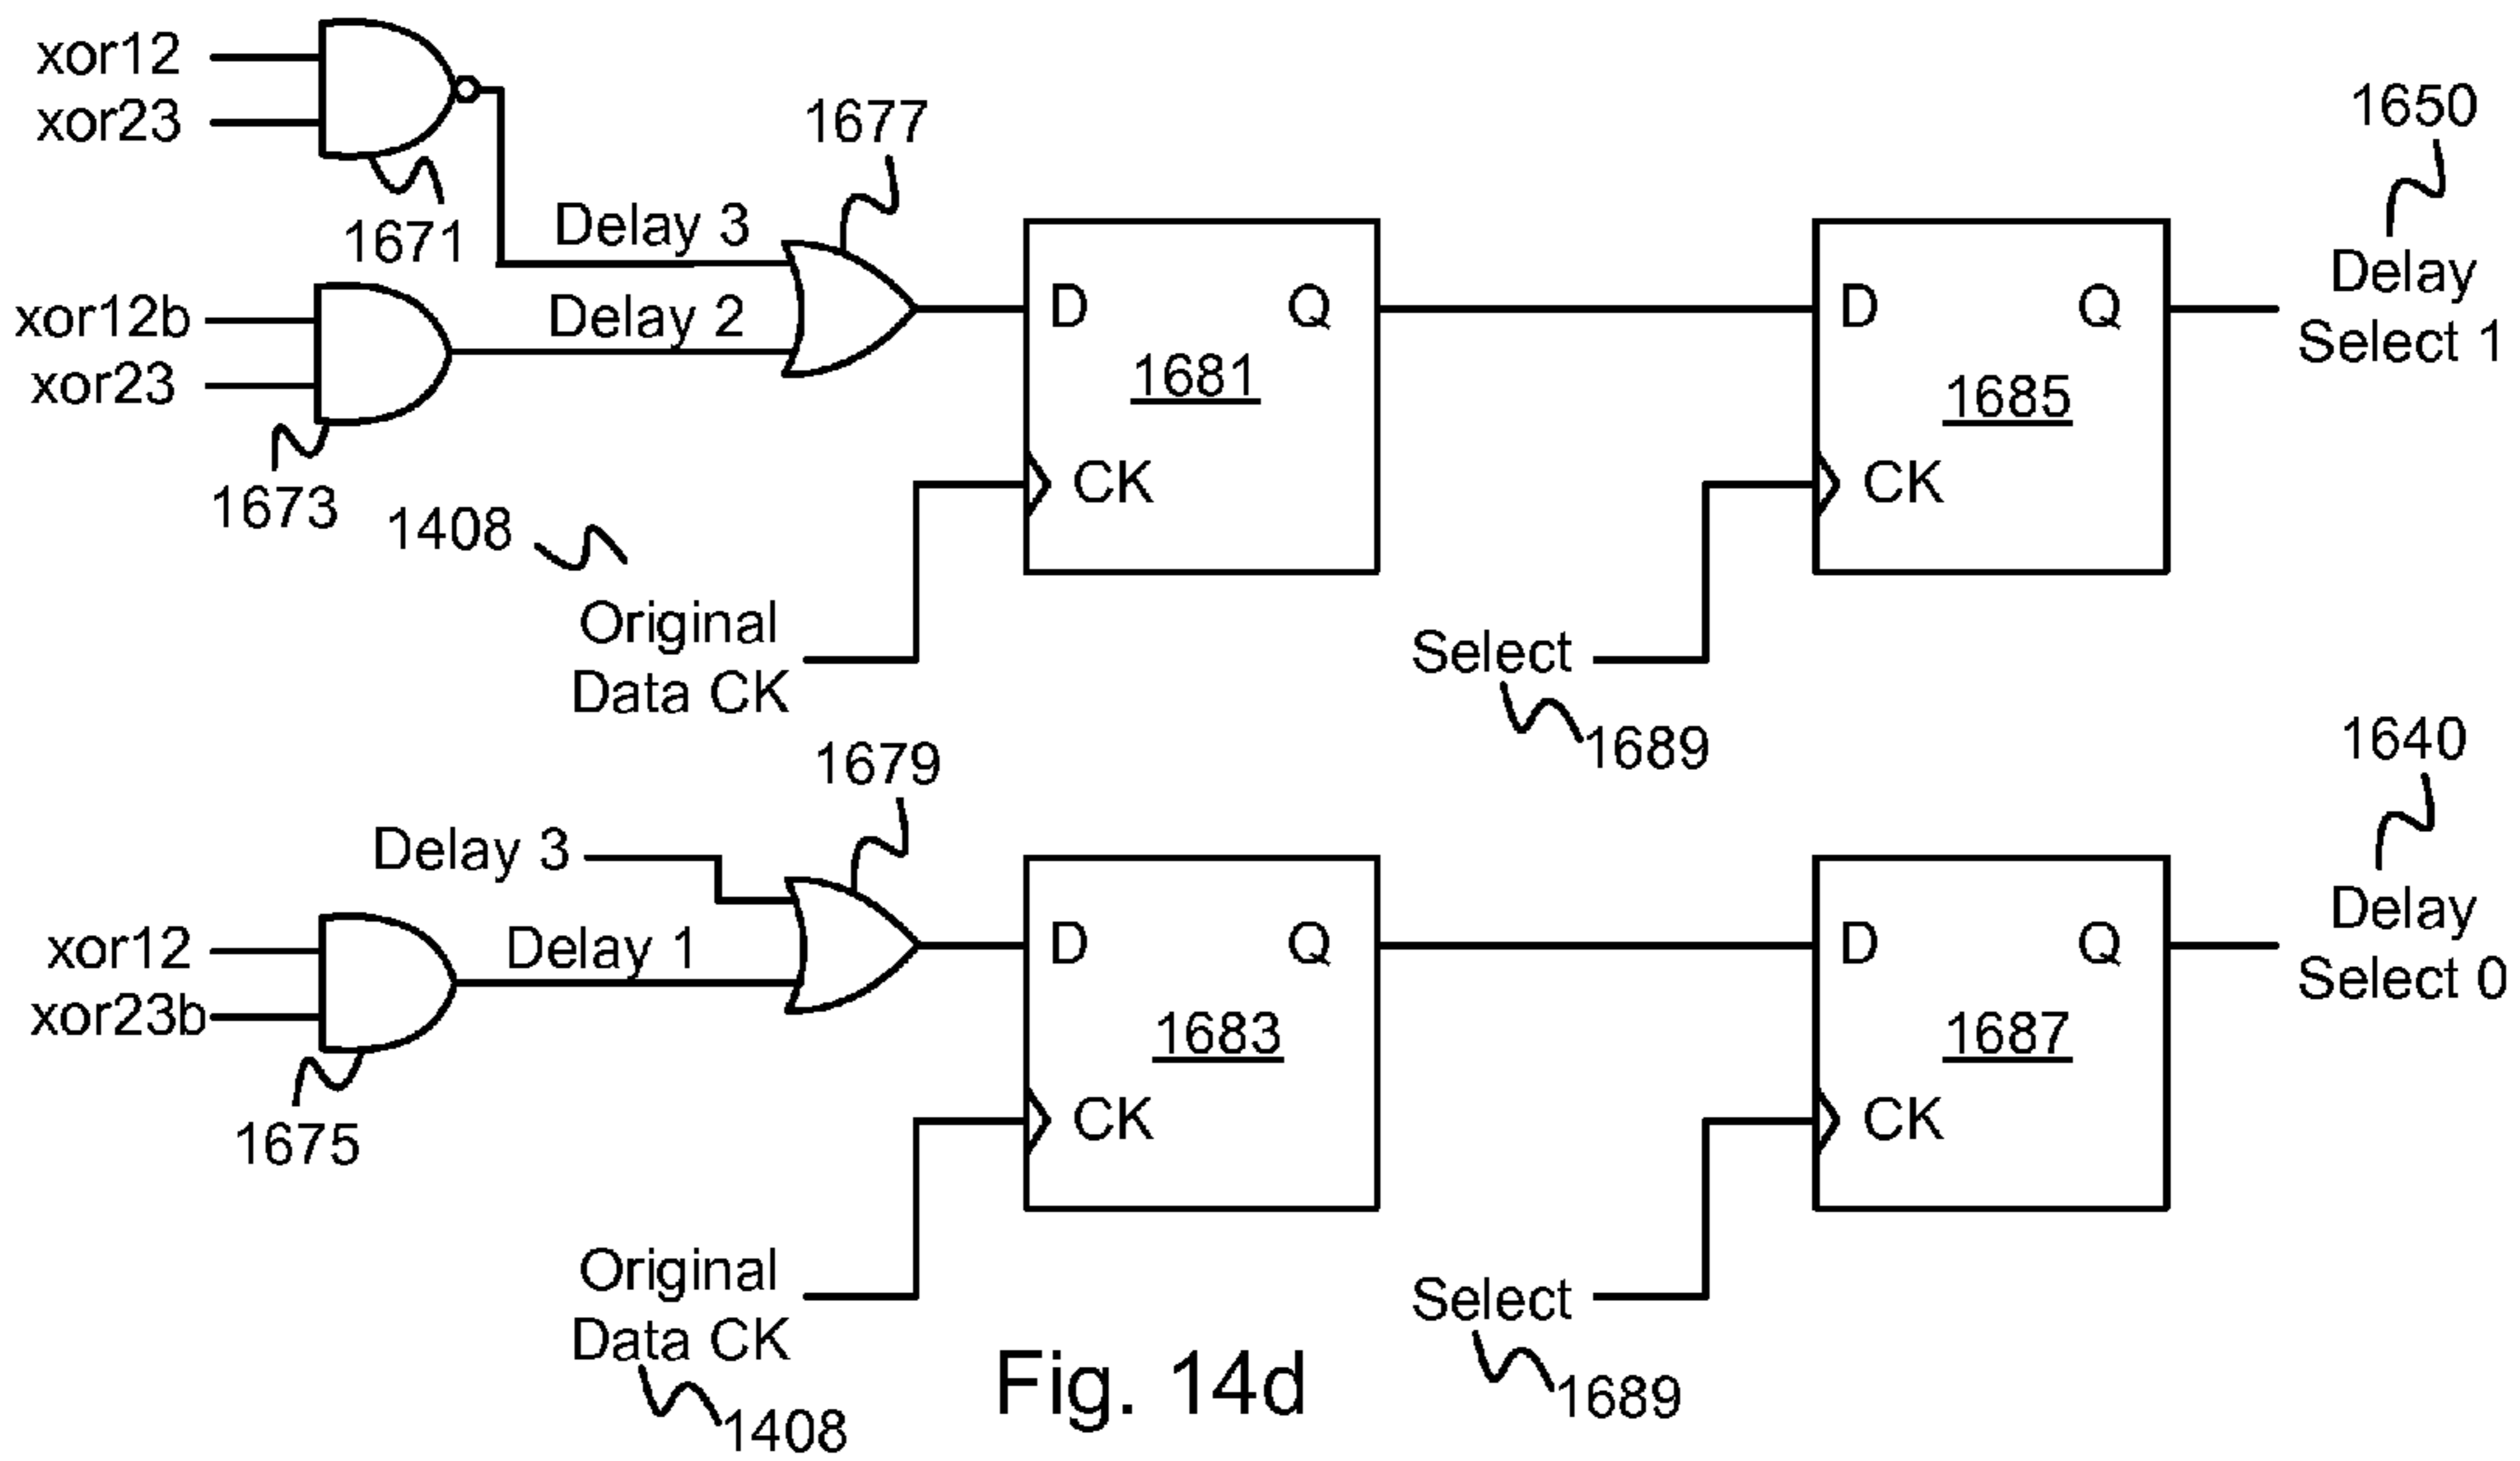 xor12
xor23
1671
1677
1650
Delay 3
xor12b
xor23
Delay 2
1673
D
Q
1681
CK
D
Q
1685
CK
Delay
Select 1
1408
Original
Data CK
Select
1689
1679
1640
Delay 3
xor12
xor23b
Delay 1
1675
D
Q
1683
CK
D
Q
1687
CK
Delay
Select 0
Original
Data CK
1408
Select
1689
Fig. 14d